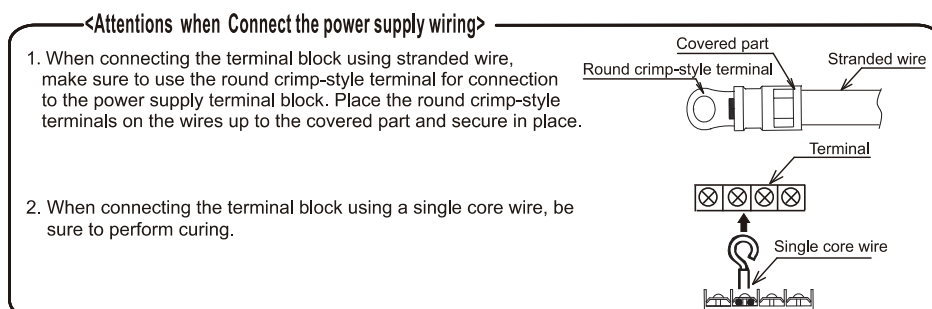 <Attentions when Connect the power supply wiring>
1. When connecting the terminal block using stranded wire,
make sure to use the round crimp-style terminal for connection
to the power supply terminal block. Place the round crimp-style
terminals on the wires up to the covered part and secure in place.
Covered part
Round crimp-style terminal
Stranded wire
Terminal
2. When connecting the terminal block using a single core wire, be
sure to perform curing.
Single core wire